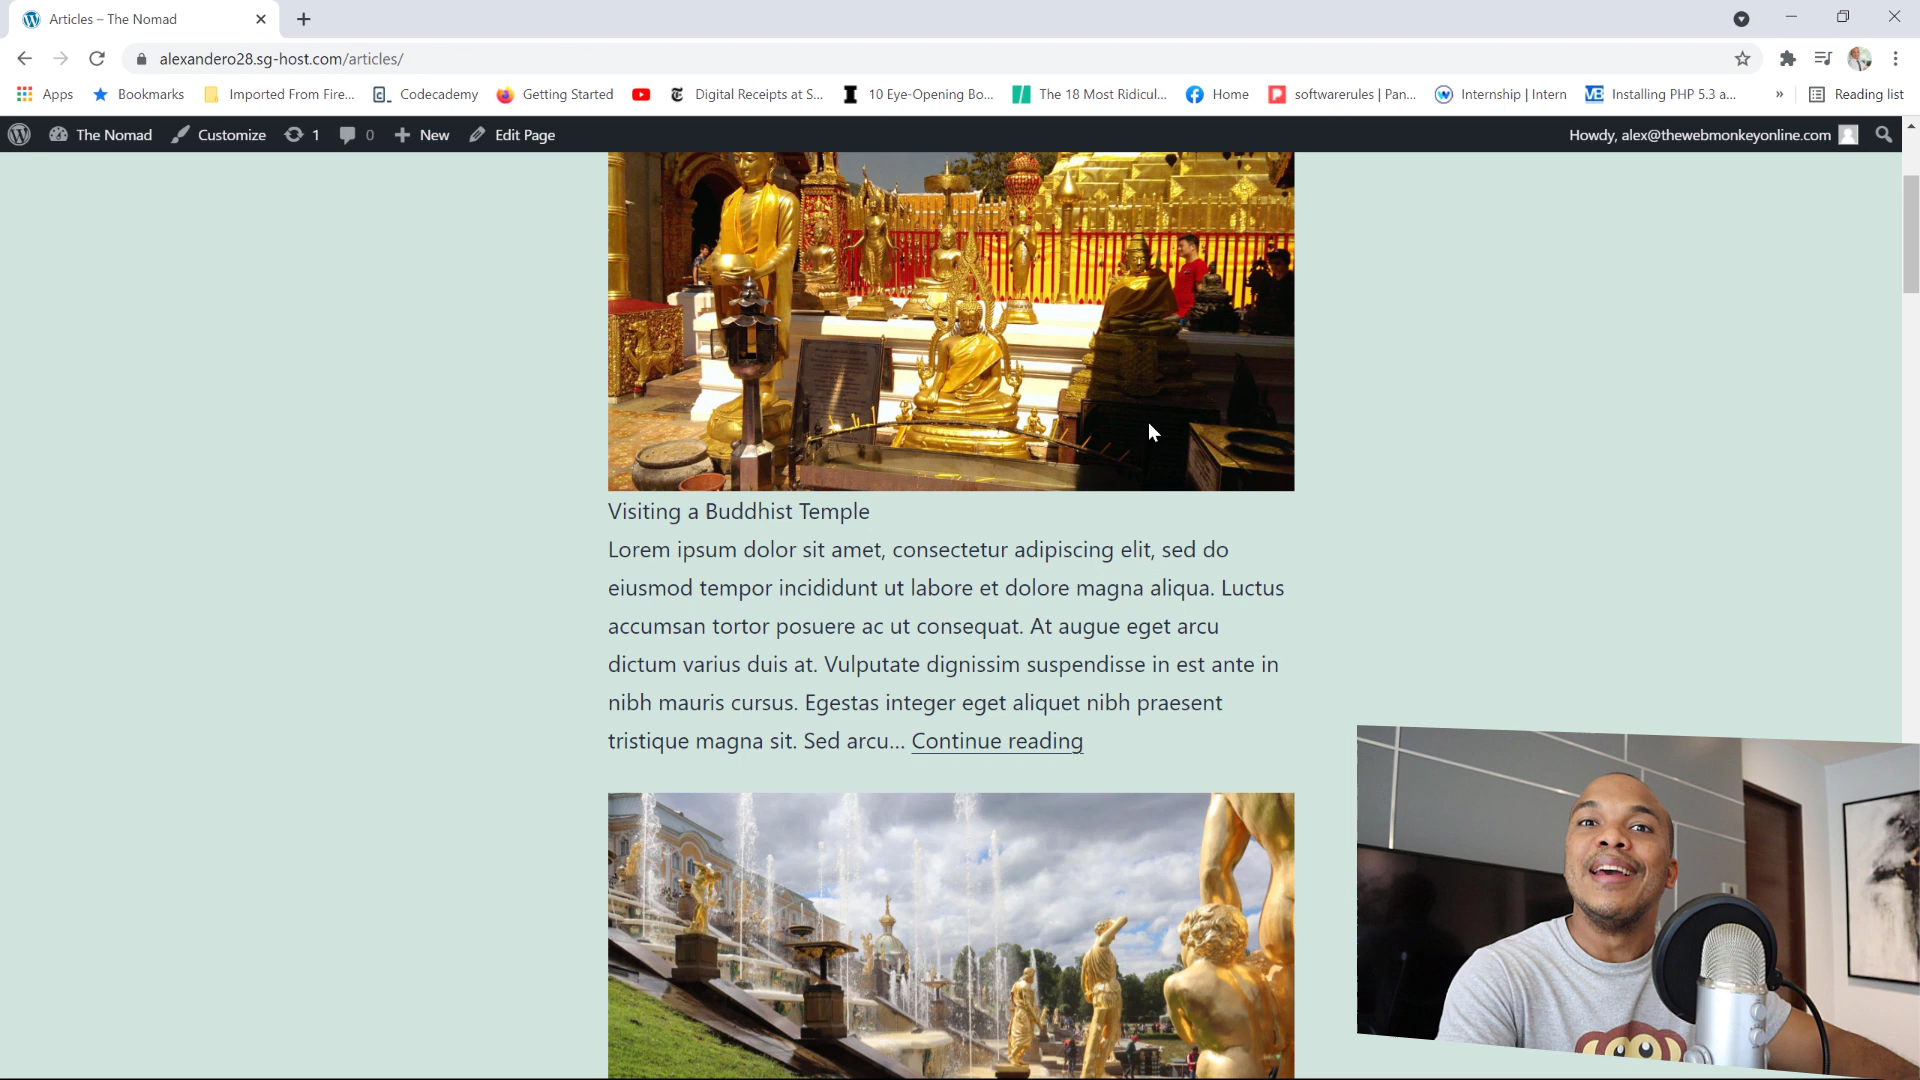 Articles – The Nomad
alexandero28.sg-host.com/articles/
Apps Bookmarks Imported From Fire... Codecademy Getting Started Digital Receipts at S... 10 Eye-Opening Bo... The 18 Most Ridicul... Home softwarerules | Pan... Internship | Intern VB Installing PHP 5.3 a... » Reading list
The Nomad Customize 1 0 New Edit Page Howdy, alex@thewebmonkeyonline.com
Visiting a Buddhist Temple
Lorem ipsum dolor sit amet, consectetur adipiscing elit, sed do
eiusmod tempor incididunt ut labore et dolore magna aliqua. Luctus
accumsan tortor posuere ac ut consequat. At augue eget arcu
dictum varius duis at. Vulputate dignissim suspendisse in est ante in
nibh mauris cursus. Egestas integer eget aliquet nibh praesent
tristique magna sit. Sed arcu... Continue reading